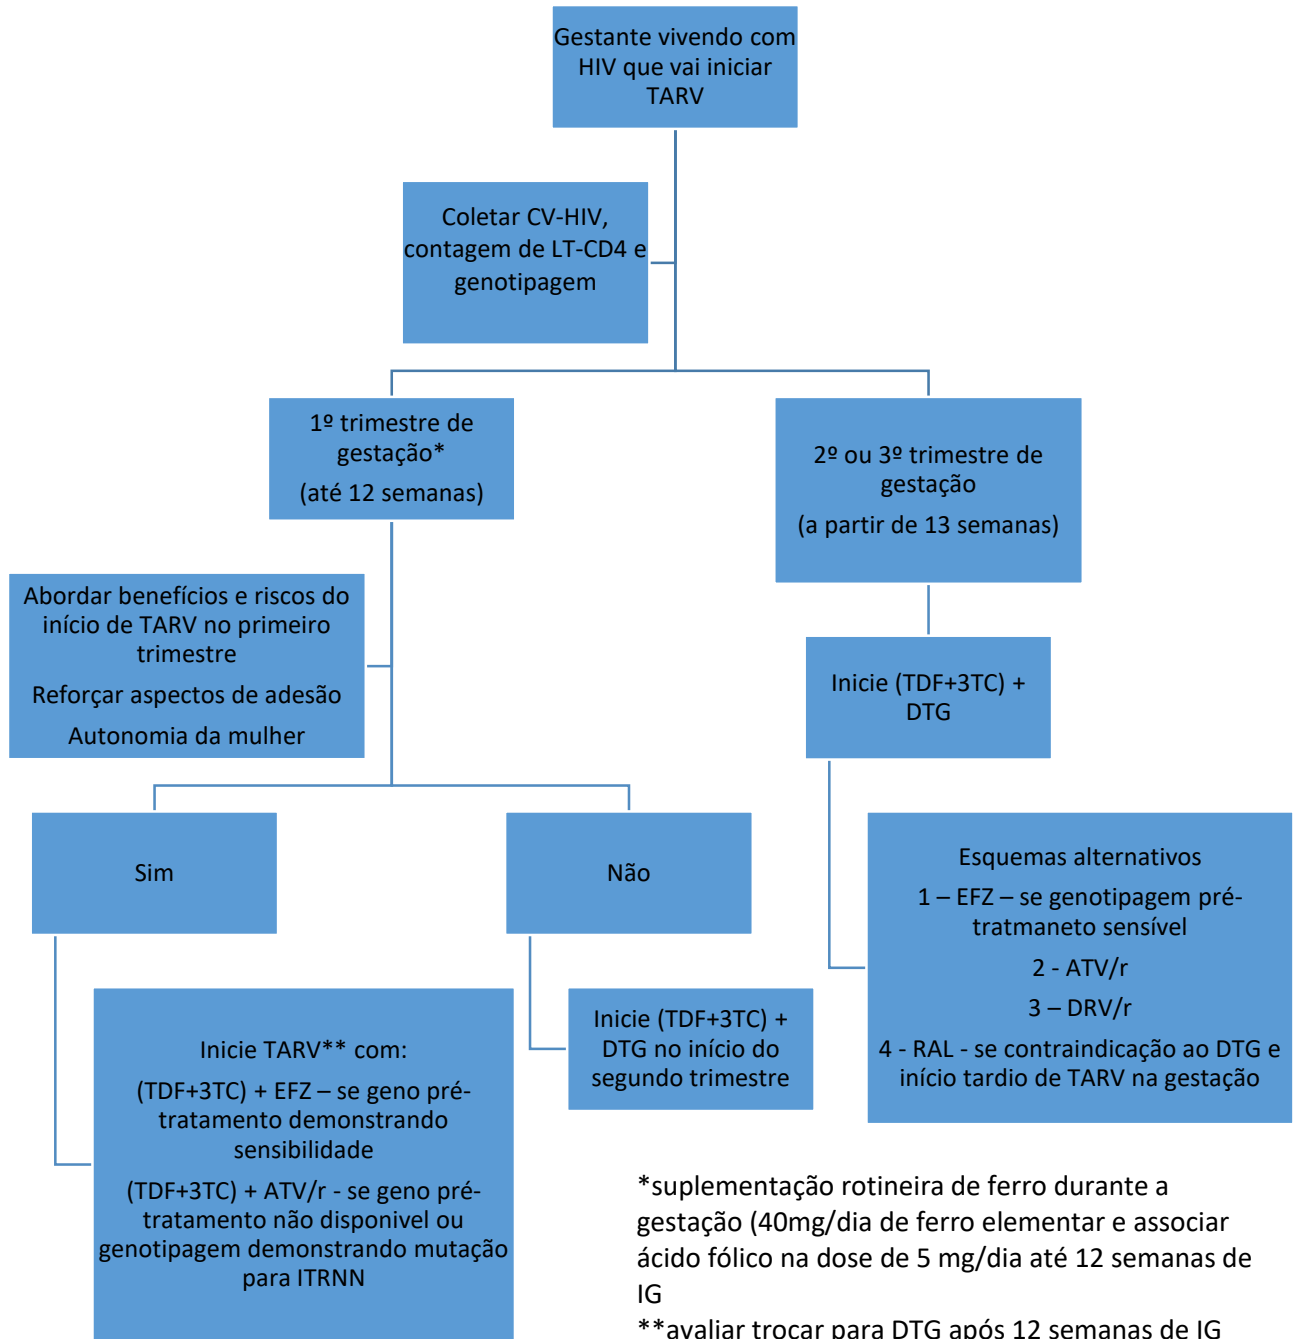 Gestante vivendo com
HIV que vai iniciar
TARV
Coletar CV-HIV,
contagem de LT-CD4 e
genotipagem
1º trimestre de
gestação*
(até 12 semanas)
2º ou 3º trimestre de
gestação
(a partir de 13 semanas)
Abordar benefícios e riscos do
início de TARV no primeiro
trimestre
Reforçar aspectos de adesão
Autonomia da mulher
Inicie (TDF+3TC) +
DTG
Sim
Não
Esquemas alternativos
1 – EFZ – se genotipagem pré-
tratmaneto sensível
2 - ATV/r
3 – DRV/r
4 - RAL - se contraindicação ao DTG e
início tardio de TARV na gestação
Inicie TARV** com:
(TDF+3TC) + EFZ – se geno pré-
tratamento demonstrando
sensibilidade
(TDF+3TC) + ATV/r - se geno pré-
tratamento não disponivel ou
genotipagem demonstrando mutação
para ITRNN
Inicie (TDF+3TC) +
DTG no início do
segundo trimestre
*suplementação rotineira de ferro durante a
gestação (40mg/dia de ferro elementar e associar
ácido fólico na dose de 5 mg/dia até 12 semanas de
IG
**avaliar trocar para DTG após 12 semanas de IG